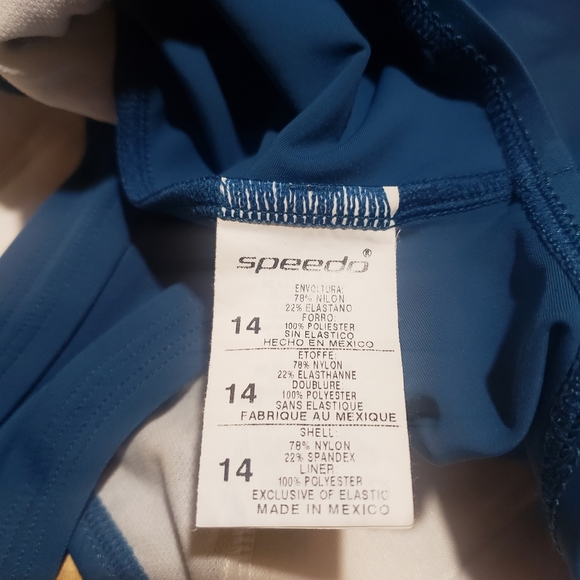 speedo®
ENVOLTURA:
78% NILON
22% ELASTANO
FORRO:
14 100% POLIESTER
SIN ELASTICO
HECHO EN MEXICO
ETOFFE:
78% NYLON
22% ELASTHANNE
14 DOUBLURE:
100% POLYESTER
SANS ELASTIQUE
FABRIQUE AU MEXIQUE
SHELL:
78% NYLON
14 22% SPANDEX
LINER:
100% POLYESTER
EXCLUSIVE OF ELASTIC
MADE IN MEXICO